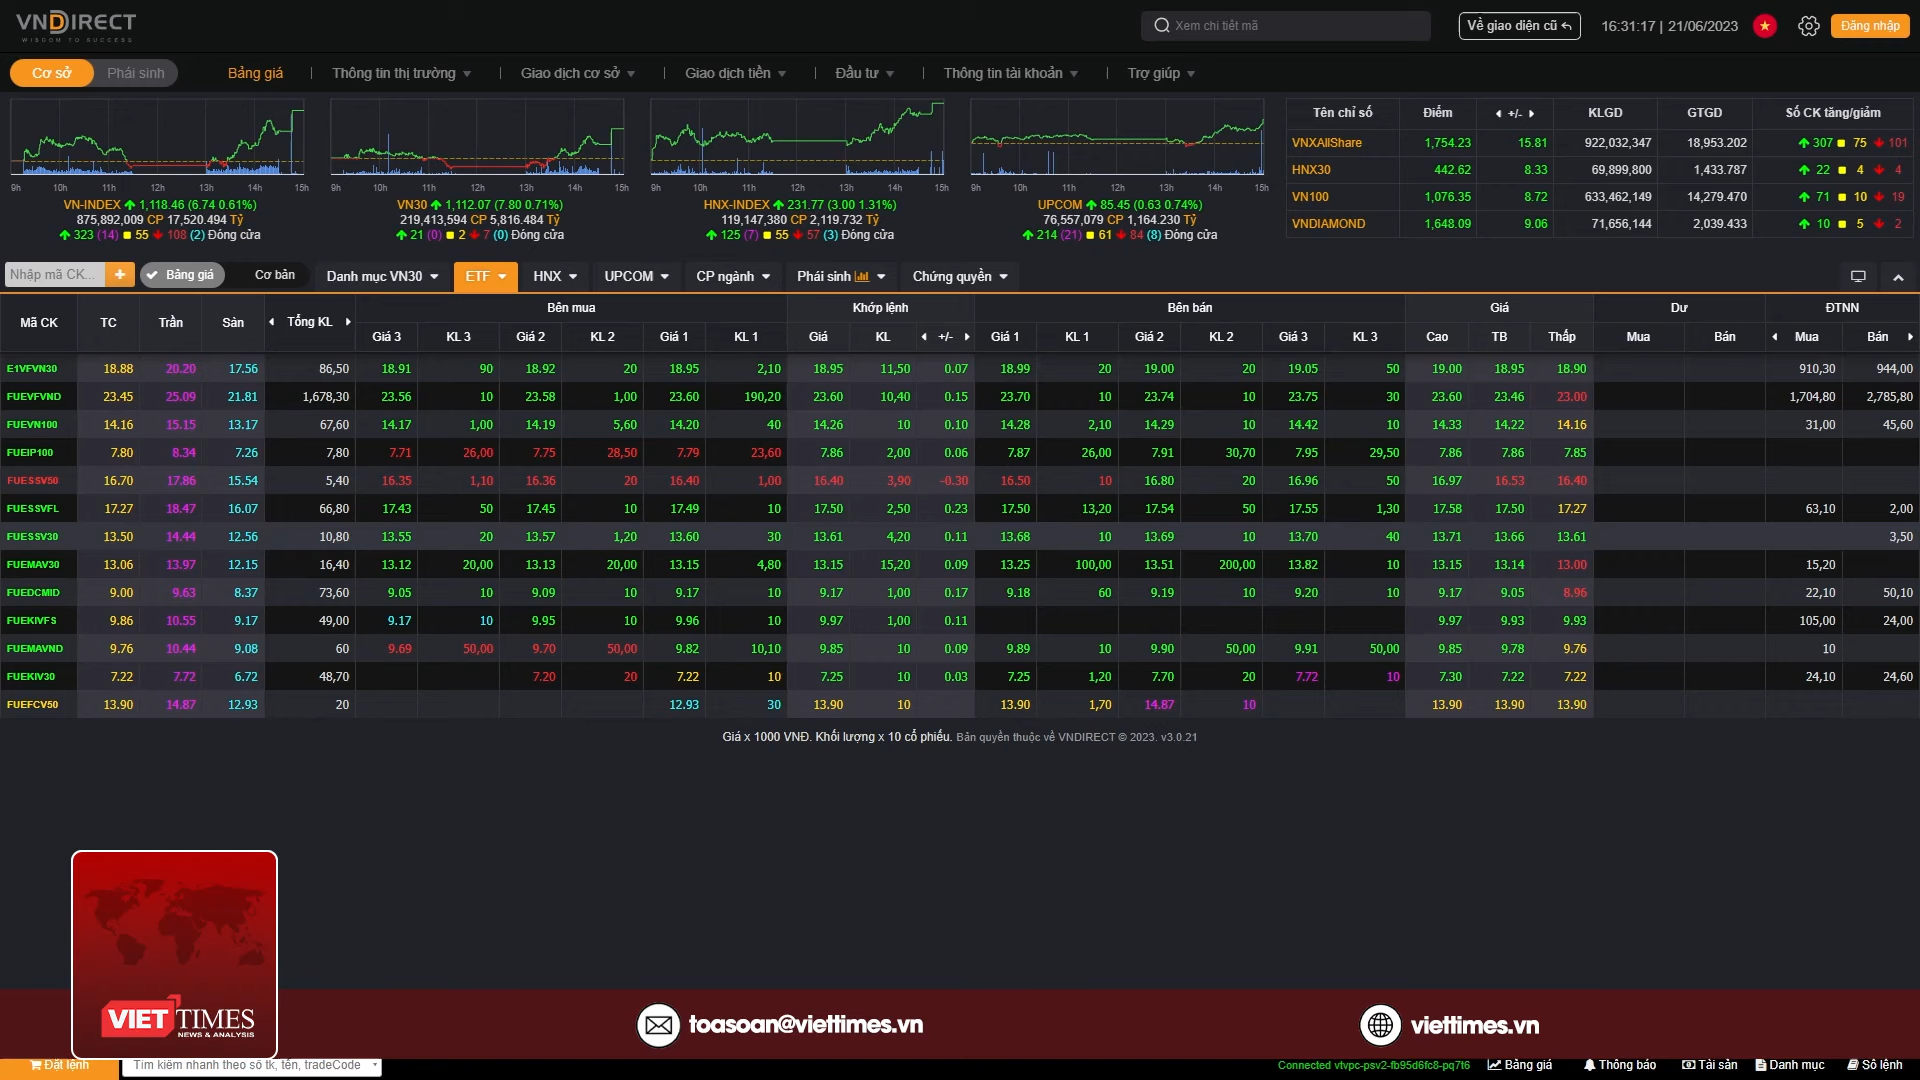 VNDIRECT
WISDOM TO SUCCESS
Xem chi tiết mã
Về giao diện cũ
16:31:17 | 21/06/2023
Đăng nhập
Cơ sở Phái sinh Bảng giá | Thông tin thị trường | Giao dịch cơ sở | Giao dịch tiền | Đầu tư | Thông tin tài khoản | Trợ giúp
9h 10h 11h 12h 13h 14h 15h
VN-INDEX 1,118.46 (6.74 0.61%)
875,892,009 CP 17,520.494 Tỷ
323 (14) 55 108 (2) Đóng cửa
9h 10h 11h 12h 13h 14h 15h
VN30 1,112.07 (7.80 0.71%)
219,413,594 CP 5,816.484 Tỷ
21 (0) 2 7 (0) Đóng cửa
9h 10h 11h 12h 13h 14h 15h
HNX-INDEX 231.77 (3.00 1.31%)
119,147,380 CP 2,119.732 Tỷ
125 (7) 55 57 (3) Đóng cửa
9h 10h 11h 12h 13h 14h 15h
UPCOM 85.45 (0.63 0.74%)
76,557,079 CP 1,164.230 Tỷ
214 (21) 61 84 (8) Đóng cửa
Tên chỉ số Điểm +/- KLGD GTGD Số CK tăng/giảm
VNXAllShare 1,754.23 15.81 922,032,347 18,953.202 307 75 101
HNX30 442.62 8.33 69,899,800 1,433.787 22 4 4
VN100 1,076.35 8.72 633,462,149 14,279.470 71 10 19
VNDIAMOND 1,648.09 9.06 71,656,144 2,039.433 10 5 2
Nhập mã CK... + Bảng giá Cơ bản Danh mục VN30 ETF HNX UPCOM CP ngành Phái sinh Chứng quyền
Mã CK TC Trần Sàn Tổng KL Bên mua Khớp lệnh Bên bán Giá Dư ĐTNN
Giá 3 KL 3 Giá 2 KL 2 Giá 1 KL 1 Giá KL +/- Giá 1 KL 1 Giá 2 KL 2 Giá 3 KL 3 Cao TB Thấp Mua Bán Mua Bán
E1VFVN30 18.88 20.20 17.56 86,50 18.91 90 18.92 20 18.95 2,10 18.95 11,50 0.07 18.99 20 19.00 20 19.05 50 19.00 18.95 18.90 910,30 944,00
FUEVFVND 23.45 25.09 21.81 1,678,30 23.56 10 23.58 1,00 23.60 190,20 23.60 10,40 0.15 23.70 10 23.74 10 23.75 30 23.60 23.46 23.00 1,704,80 2,785,80
FUEVN100 14.16 15.15 13.17 67,60 14.17 1,00 14.19 5,60 14.20 40 14.26 10 0.10 14.28 2,10 14.29 10 14.42 10 14.33 14.22 14.16 31,00 45,60
FUEIP100 7.80 8.34 7.26 7,80 7.71 26,00 7.75 28,50 7.79 23,60 7.86 2,00 0.06 7.87 26,00 7.91 30,70 7.95 29,50 7.86 7.86 7.85
FUESSV50 16.70 17.86 15.54 5,40 16.35 1,10 16.36 20 16.40 1,00 16.40 3,90 -0.30 16.50 10 16.80 20 16.96 50 16.97 16.53 16.40
FUESSVFL 17.27 18.47 16.07 66,80 17.43 50 17.45 10 17.49 10 17.50 2,50 0.23 17.50 13,20 17.54 50 17.55 1,30 17.58 17.50 17.27 63,10 2,00
FUESSV30 13.50 14.44 12.56 10,80 13.55 20 13.57 1,20 13.60 30 13.61 4,20 0.11 13.68 10 13.69 10 13.70 40 13.71 13.66 13.61 3,50
FUEMAV30 13.06 13.97 12.15 16,40 13.12 20,00 13.13 20,00 13.15 4,80 13.15 15,20 0.09 13.25 100,00 13.51 200,00 13.82 10 13.15 13.14 13.00 15,20
FUEDCMID 9.00 9.63 8.37 73,60 9.05 10 9.09 10 9.17 10 9.17 1,00 0.17 9.18 60 9.19 10 9.20 10 9.17 9.05 8.96 22,10 50,10
FUEKIVFS 9.86 10.55 9.17 49,00 9.17 10 9.95 10 9.96 10 9.97 1,00 0.11 9.97 9.93 9.93 105,00 24,00
FUEMAVND 9.76 10.44 9.08 60 9.69 50,00 9.70 50,00 9.82 10,10 9.85 10 0.09 9.89 10 9.90 50,00 9.91 50,00 9.85 9.78 9.76 10
FUEKIV30 7.22 7.72 6.72 48,70 7.20 20 7.22 10 7.25 10 0.03 7.25 1,20 7.70 20 7.72 10 7.30 7.22 7.22 24,10 24,60
FUEFCV50 13.90 14.87 12.93 20 12.93 30 13.90 10 13.90 1,70 14.87 10 13.90 13.90 13.90
Giá x 1000 VNĐ. Khối lượng x 10 cổ phiếu. Bản quyền thuộc về VNDIRECT © 2023. v3.0.21
VIETTIMES
NEWS & ANALYSIS
toasoan@viettimes.vn
viettimes.vn
Đặt lệnh Tìm kiếm nhanh theo số tk, tên, tradeCode Connected vtvpc-psv2-fb95d6fc8-pq7t6 Bảng giá Thông báo Tài sản Danh mục Sổ lệnh